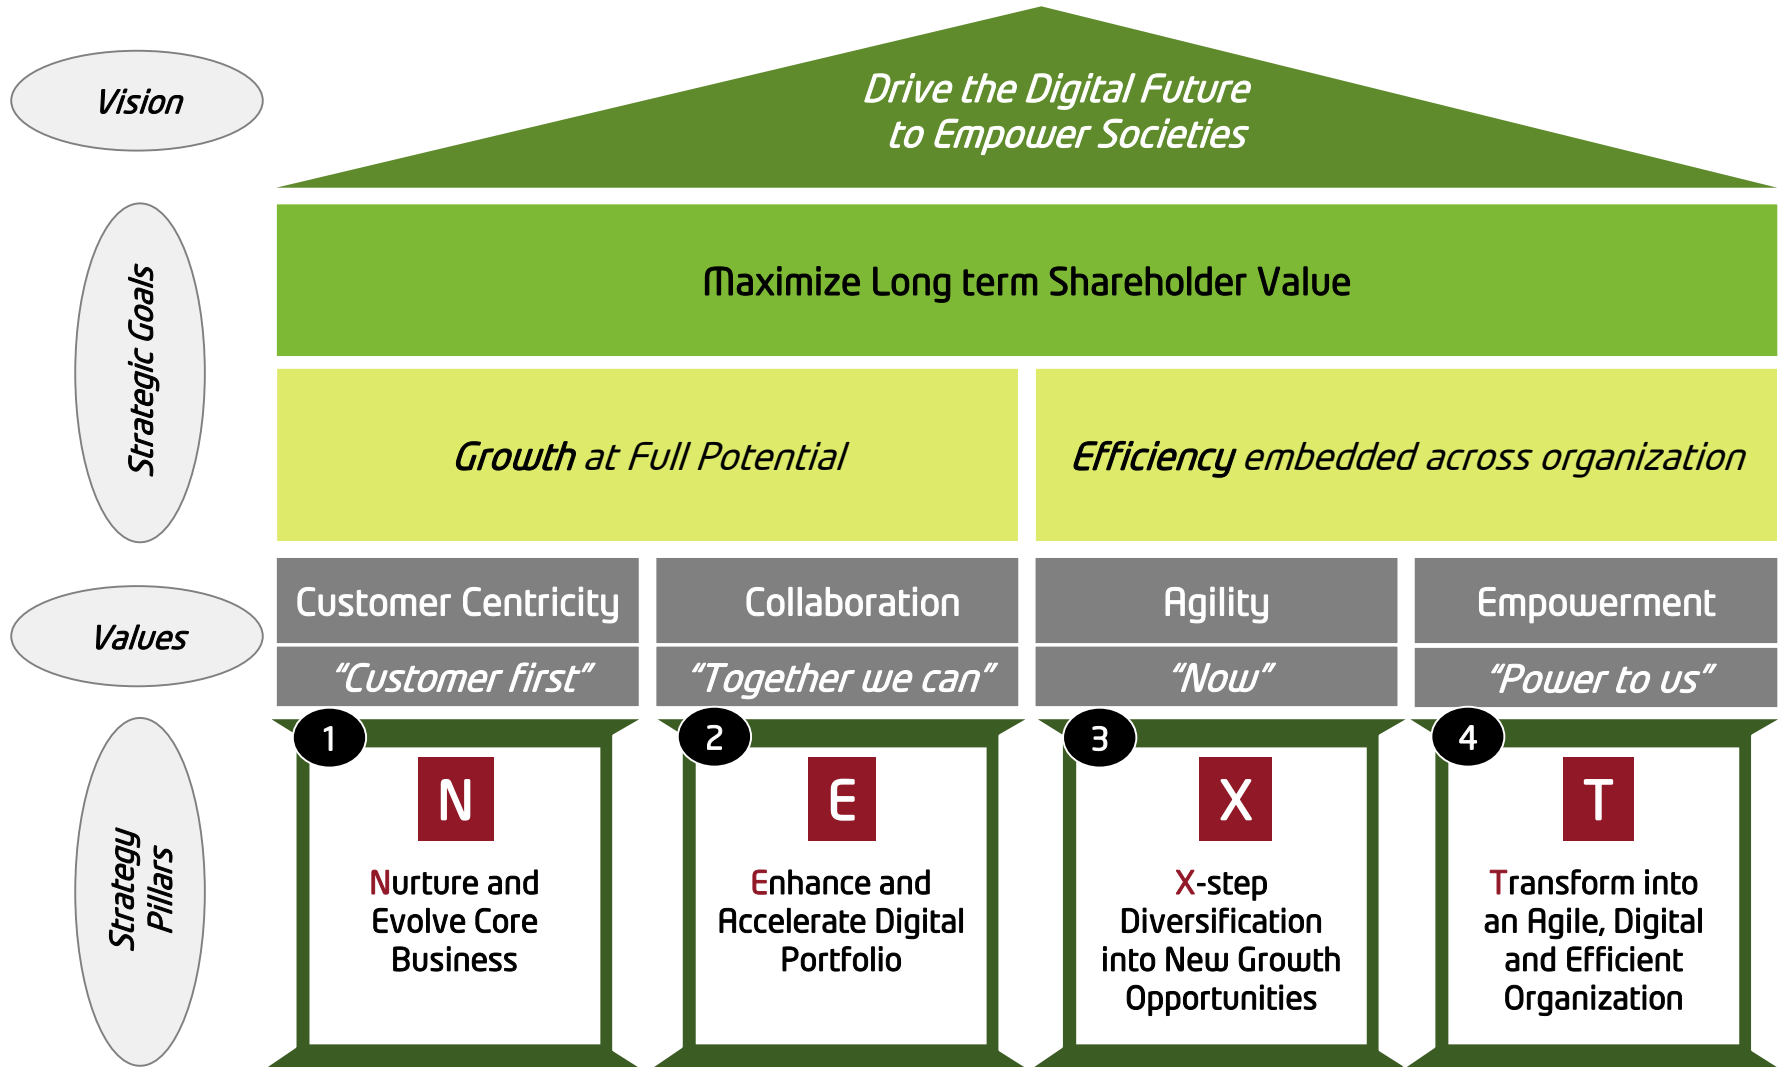 Vision
Drive the Digital Future
to Empower Societies
Strategic Goals
Maximize Long term Shareholder Value
Growth at Full Potential
Efficiency embedded across organization
Values
Customer Centricity
"Customer first"
Collaboration
"Together we can"
Agility
"Now"
Empowerment
"Power to us"
Strategy
Pillars
1
N
Nurture and
Evolve Core
Business
2
E
Enhance and
Accelerate Digital
Portfolio
3
X
X-step
Diversification
into New Growth
Opportunities
4
T
Transform into
an Agile, Digital
and Efficient
Organization